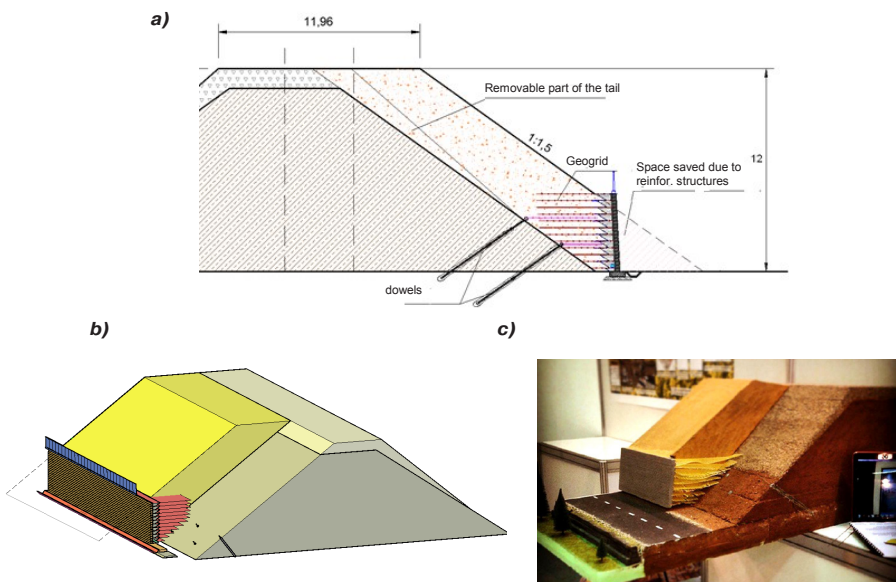 a)
11,96
Removable part of the tail
1:1,5
Geogrid
12
Space saved due to
reinfor. structures
dowels
b)
c)